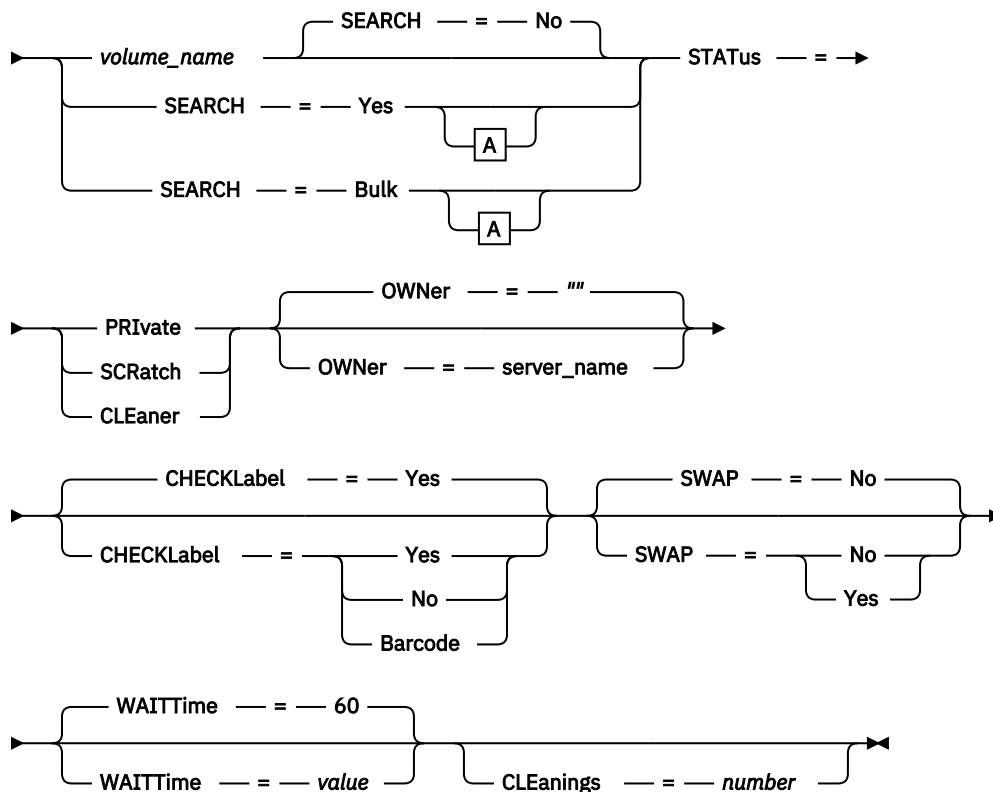 SEARCH = No
volume_name STATus =
SEARCH = Yes
A
SEARCH = Bulk
A
OWNer = ""
PRIvate
SCRatch OWNer = server_name
CLEaner
CHECKLabel = Yes SWAP = No
CHECKLabel = Yes SWAP = No
No Yes
Barcode
WAITTime = 60
WAITTime = value CLEanings = number